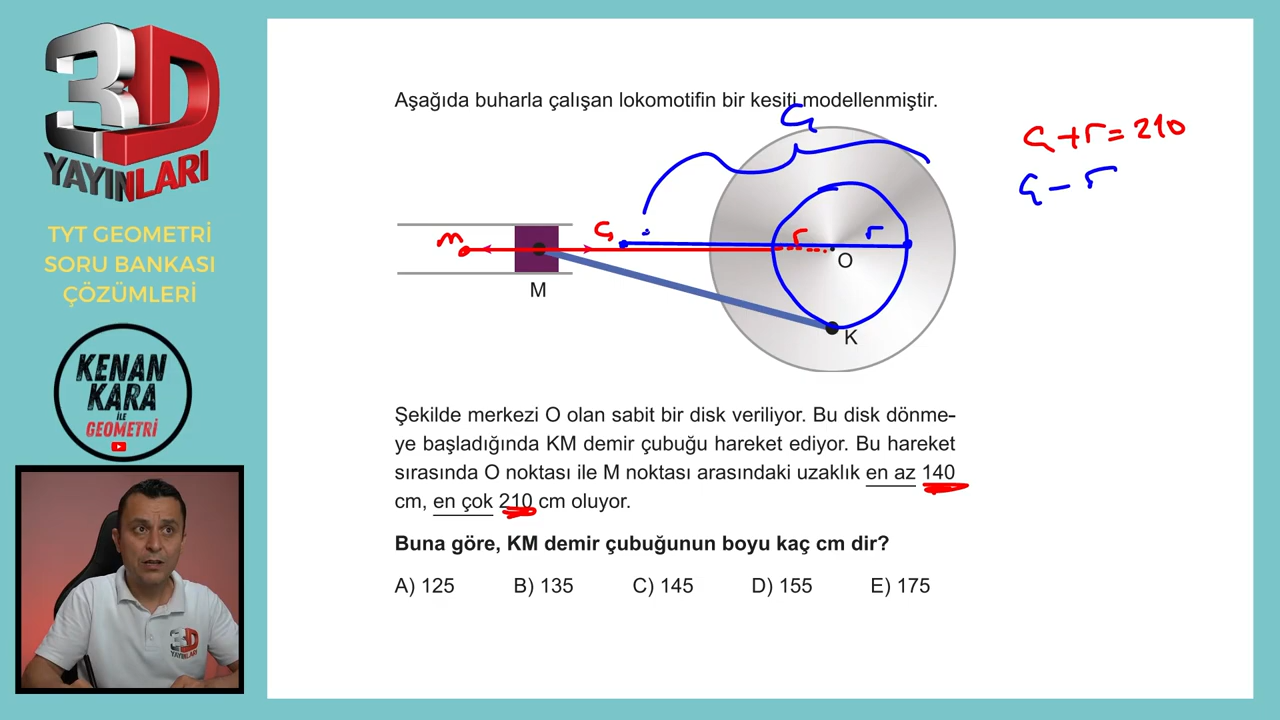 3D
YAYINLARI
TYT GEOMETRİ
SORU BANKASI
ÇÖZÜMLERİ
KENAN
KARA
İLE
GEOMETRİ
3D
YAYINLARI
Aşağıda buharla çalışan lokomotifin bir kesiti modellenmiştir.
Ç
Ç+r=210
Ç-r
m
Ç
r
r
O
M
K
Şekilde merkezi O olan sabit bir disk veriliyor. Bu disk dönme-
ye başladığında KM demir çubuğu hareket ediyor. Bu hareket
sırasında O noktası ile M noktası arasındaki uzaklık en az 140
cm, en çok 210 cm oluyor.
Buna göre, KM demir çubuğunun boyu kaç cm dir?
A) 125 B) 135 C) 145 D) 155 E) 175